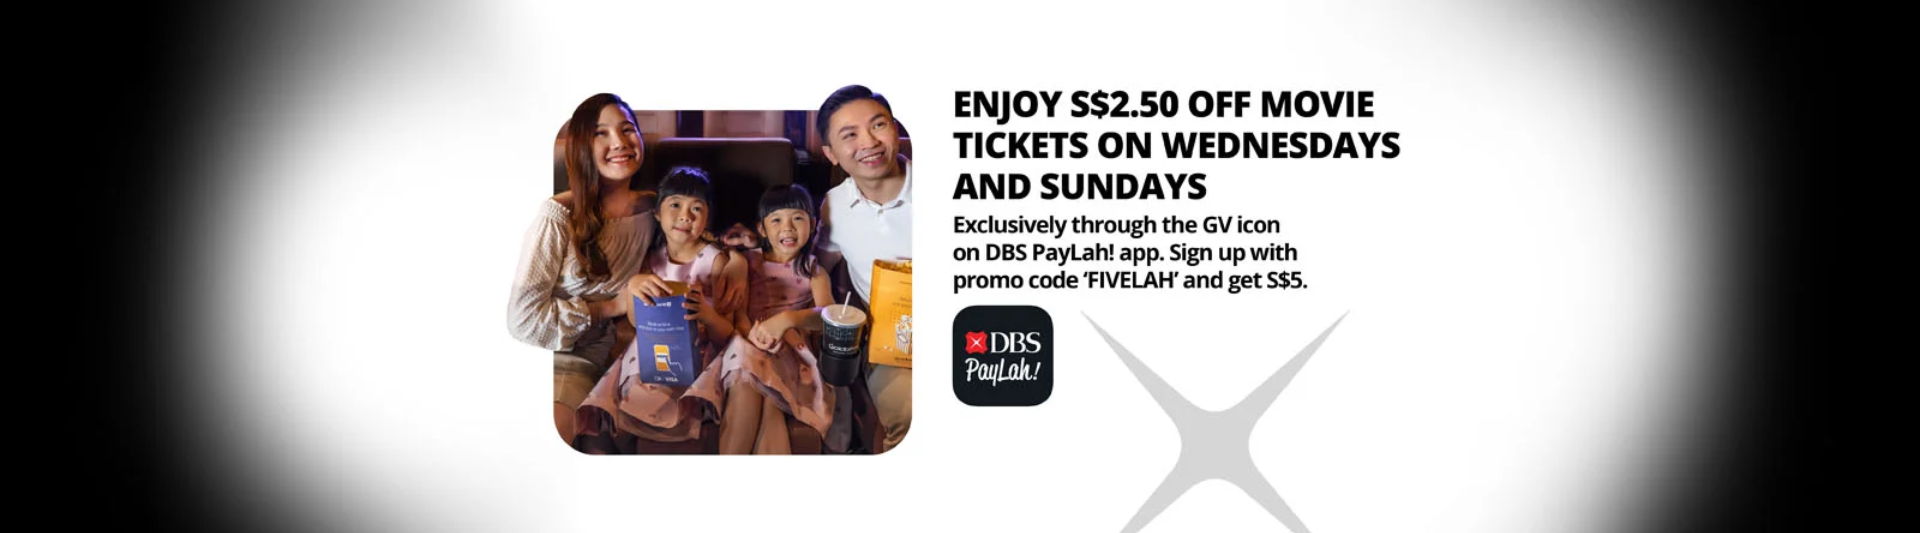 ENJOY S$2.50 OFF MOVIE
TICKETS ON WEDNESDAYS
AND SUNDAYS
Exclusively through the GV icon
on DBS PayLah! app. Sign up with
promo code ‘FIVELAH’ and get S$5.
DBS
PayLah!